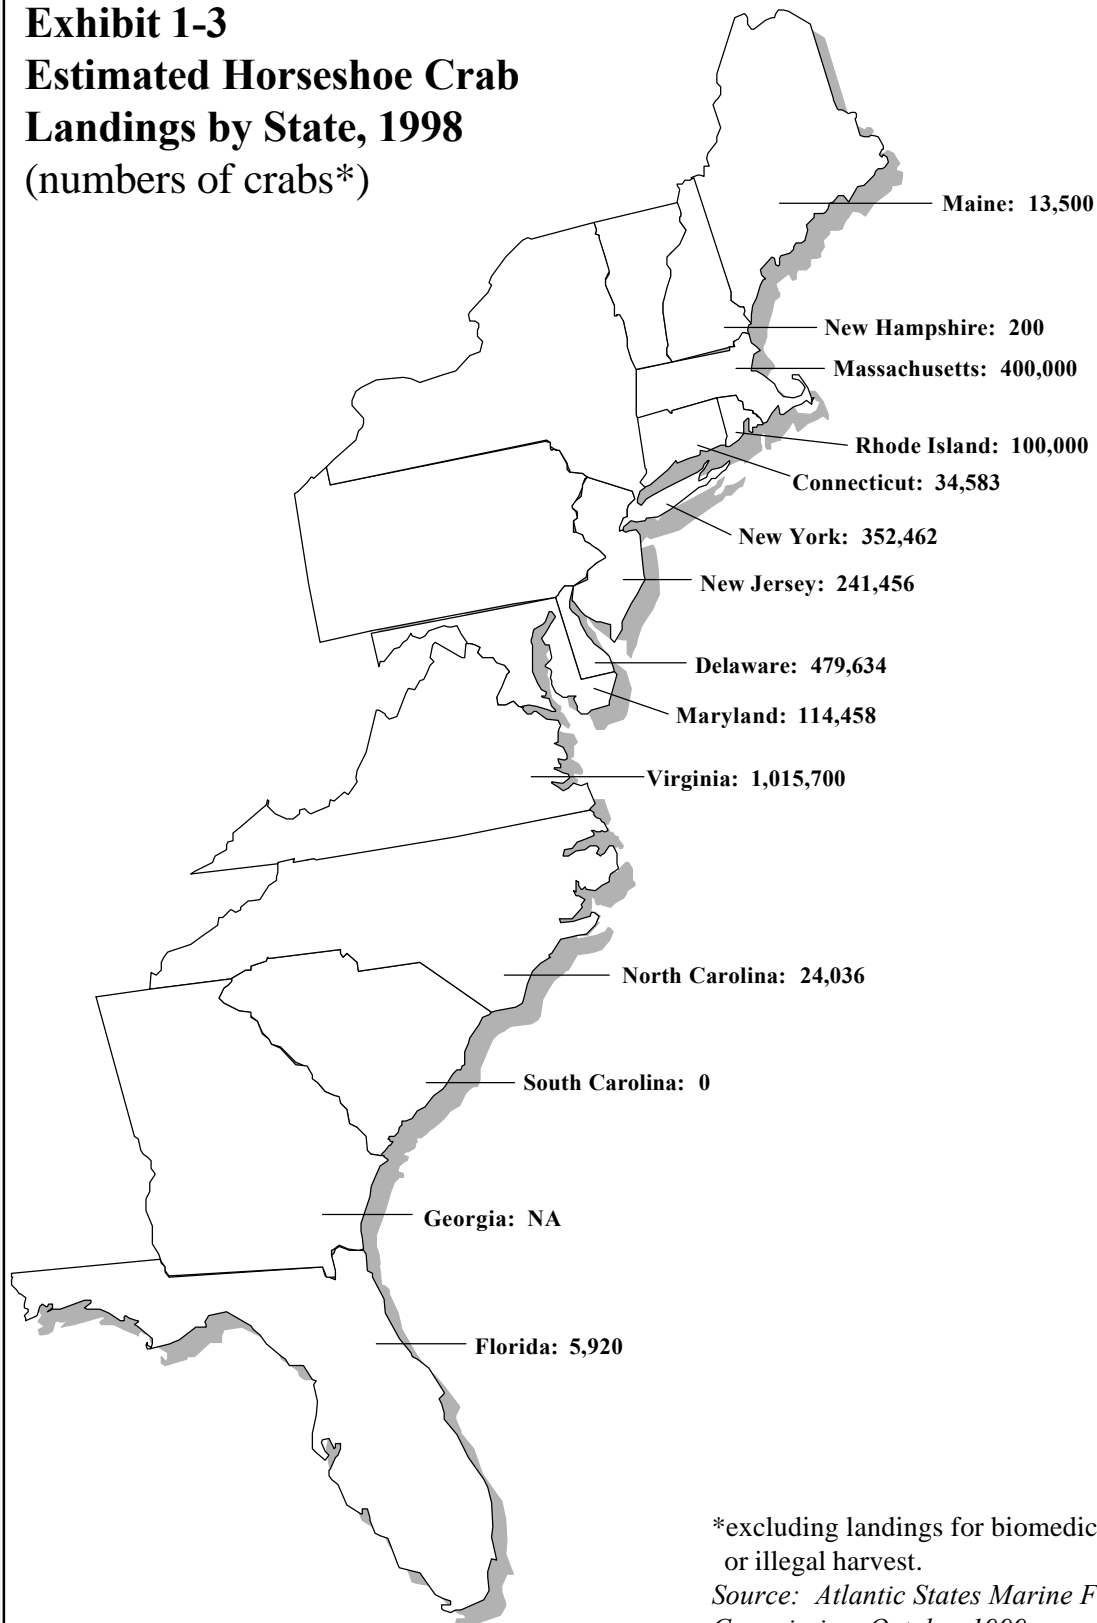 Exhibit 1-3
Estimated Horseshoe Crab
Landings by State, 1998
(numbers of crabs*)
Maine: 13,500
New Hampshire: 200
Massachusetts: 400,000
Rhode Island: 100,000
Connecticut: 34,583
New York: 352,462
New Jersey: 241,456
Delaware: 479,634
Maryland: 114,458
Virginia: 1,015,700
North Carolina: 24,036
South Carolina: 0
Georgia: NA
Florida: 5,920
*excluding landings for biomedic
or illegal harvest.
Source: Atlantic States Marine F